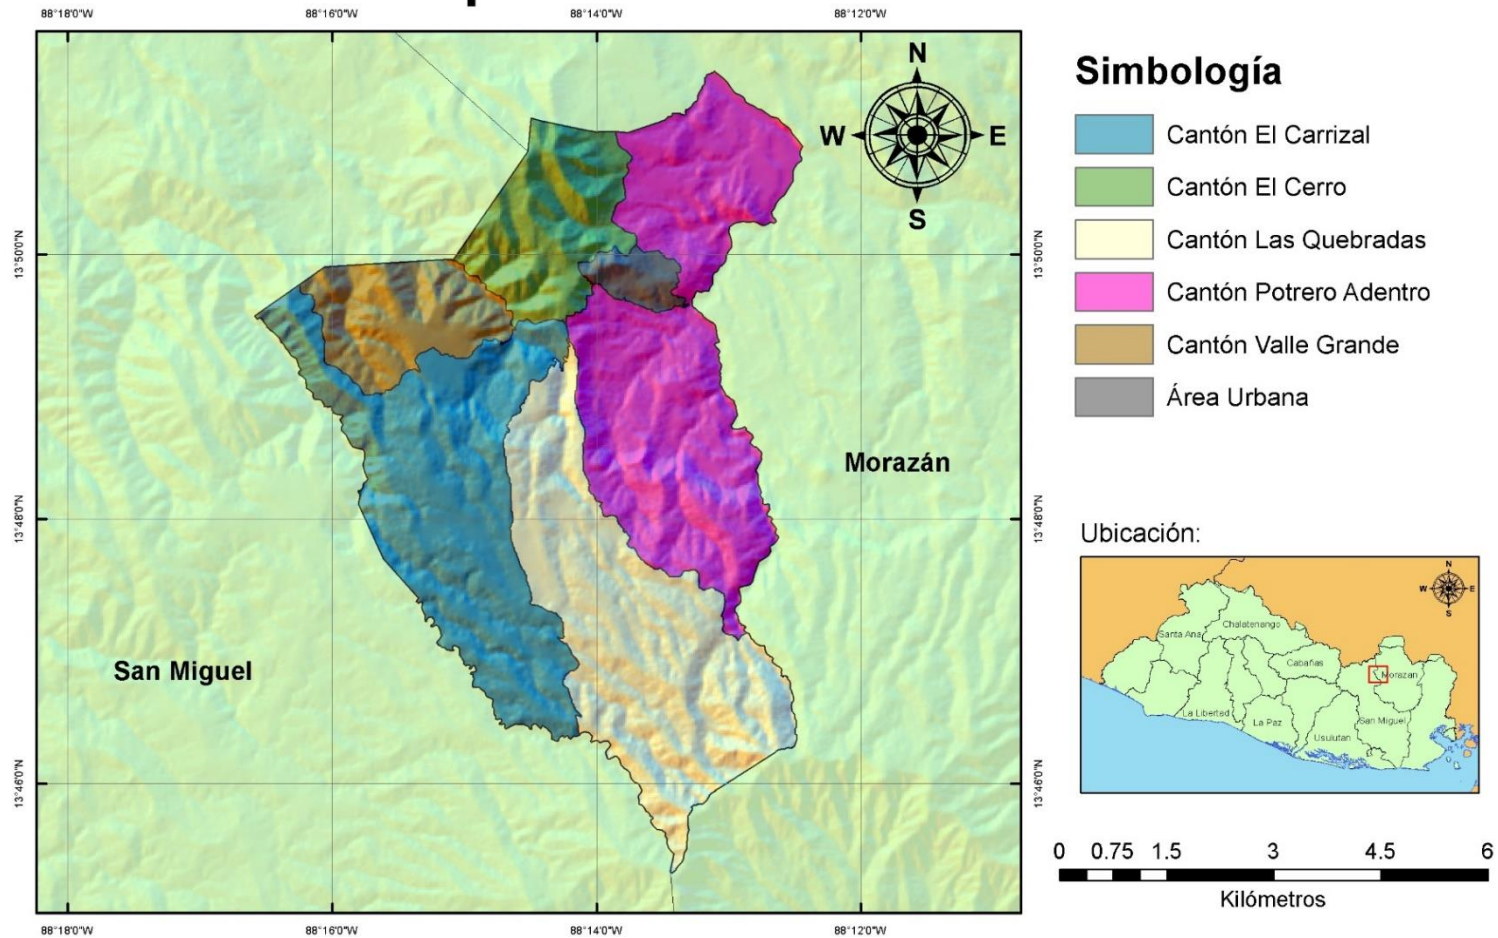 88°18'0"W 88°16'0"W 88°14'0"W 88°12'0"W
N
W E
S
13°50'0"N 13°50'0"N
13°48'0"N 13°48'0"N
13°46'0"N 13°46'0"N
Morazán
San Miguel
88°18'0"W 88°16'0"W 88°14'0"W 88°12'0"W
Simbología
Cantón El Carrizal
Cantón El Cerro
Cantón Las Quebradas
Cantón Potrero Adentro
Cantón Valle Grande
Área Urbana
Ubicación:
N
W E
S
Santa Ana
Chalatenango
Cabañas
Morazan
La Libertad
La Paz
San Miguel
Usulutan
0 0.75 1.5 3 4.5 6
Kilómetros